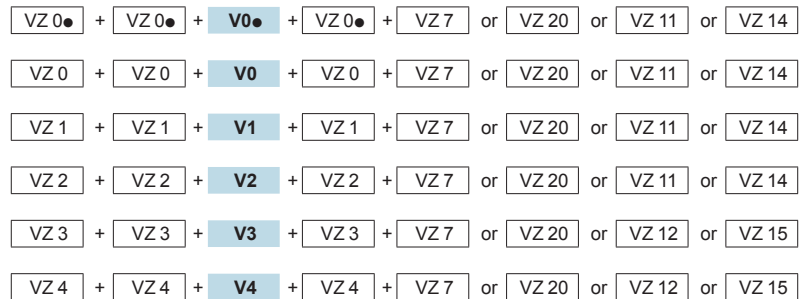 VZ 0● + VZ 0● + V0● + VZ 0● + VZ 7 or VZ 20 or VZ 11 or VZ 14
VZ 0 + VZ 0 + V0 + VZ 0 + VZ 7 or VZ 20 or VZ 11 or VZ 14
VZ 1 + VZ 1 + V1 + VZ 1 + VZ 7 or VZ 20 or VZ 11 or VZ 14
VZ 2 + VZ 2 + V2 + VZ 2 + VZ 7 or VZ 20 or VZ 11 or VZ 14
VZ 3 + VZ 3 + V3 + VZ 3 + VZ 7 or VZ 20 or VZ 12 or VZ 15
VZ 4 + VZ 4 + V4 + VZ 4 + VZ 7 or VZ 20 or VZ 12 or VZ 15